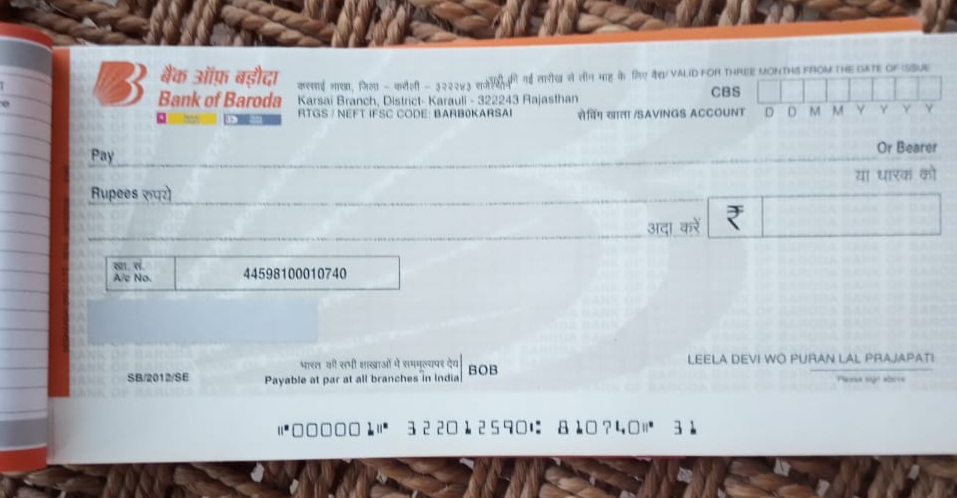 बैंक ऑफ़ बड़ौदा
Bank of Baroda
करसाई शाखा, जिला - करौली - ३२२२४३ राजस्थान
Karsai Branch, District- Karauli - 322243 Rajasthan
RTGS / NEFT IFSC CODE: BARB0KARSAI
जारी की गई तारीख से तीन माह के लिए वैध/ VALID FOR THREE MONTHS FROM THE DATE OF ISSUE
CBS
सेविंग खाता /SAVINGS ACCOUNT
D D M M Y Y Y Y
Pay
Or Bearer
या धारक को
Rupees रुपये
अदा करें
₹
खा. सं.
A/c No.
44598100010740
भारत की सभी शाखाओं में सममूल्यपर देय
Payable at par at all branches in India
BOB
SB/2012/SE
LEELA DEVI WO PURAN LAL PRAJAPATI
Please sign above
⑈000001⑈ 322012590⑆ 810740⑈ 31